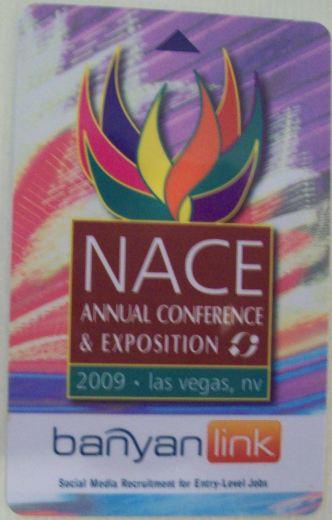 NACE
ANNUAL CONFERENCE
& EXPOSITION
2009 • las vegas, nv
banyan link
Social Media Recruitment for Entry-Level Jobs